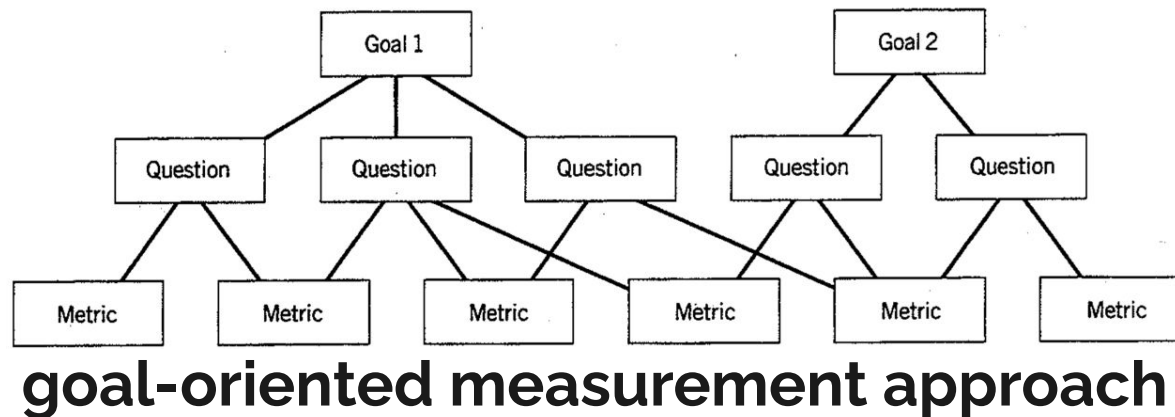 Goal 1 Goal 2
Question Question Question Question Question
Metric Metric Metric Metric Metric Metric
goal-oriented measurement approach